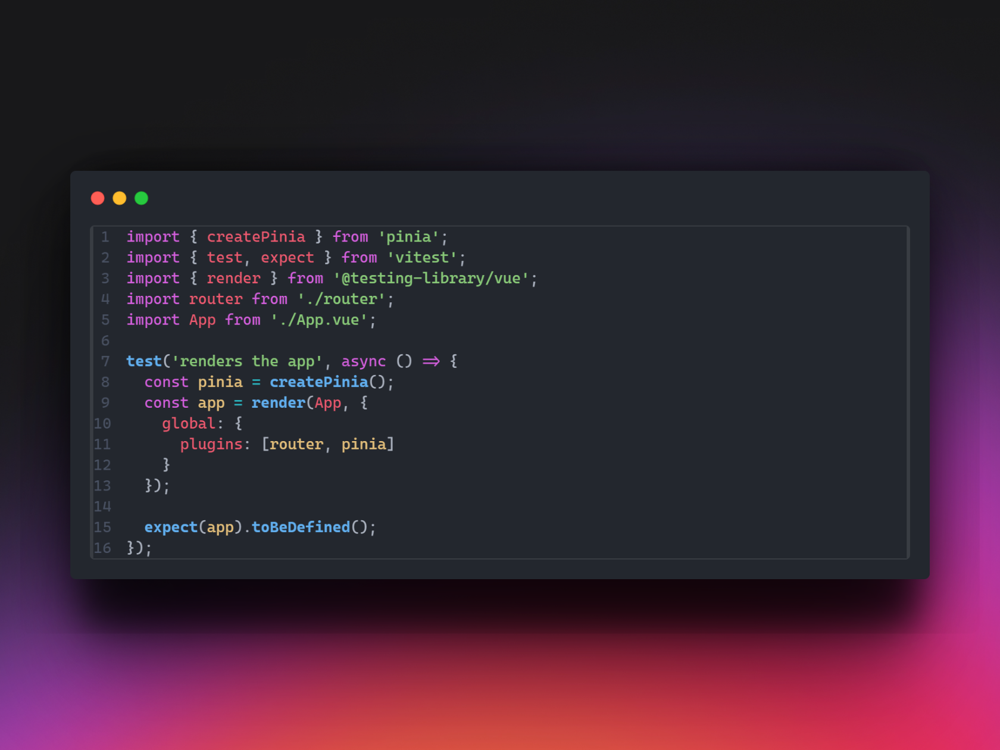 1 import { createPinia } from 'pinia';
2 import { test, expect } from 'vitest';
3 import { render } from '@testing-library/vue';
4 import router from './router';
5 import App from './App.vue';
6
7 test('renders the app', async () => {
8   const pinia = createPinia();
9   const app = render(App, {
10     global: {
11       plugins: [router, pinia]
12     }
13   });
14
15   expect(app).toBeDefined();
16 });